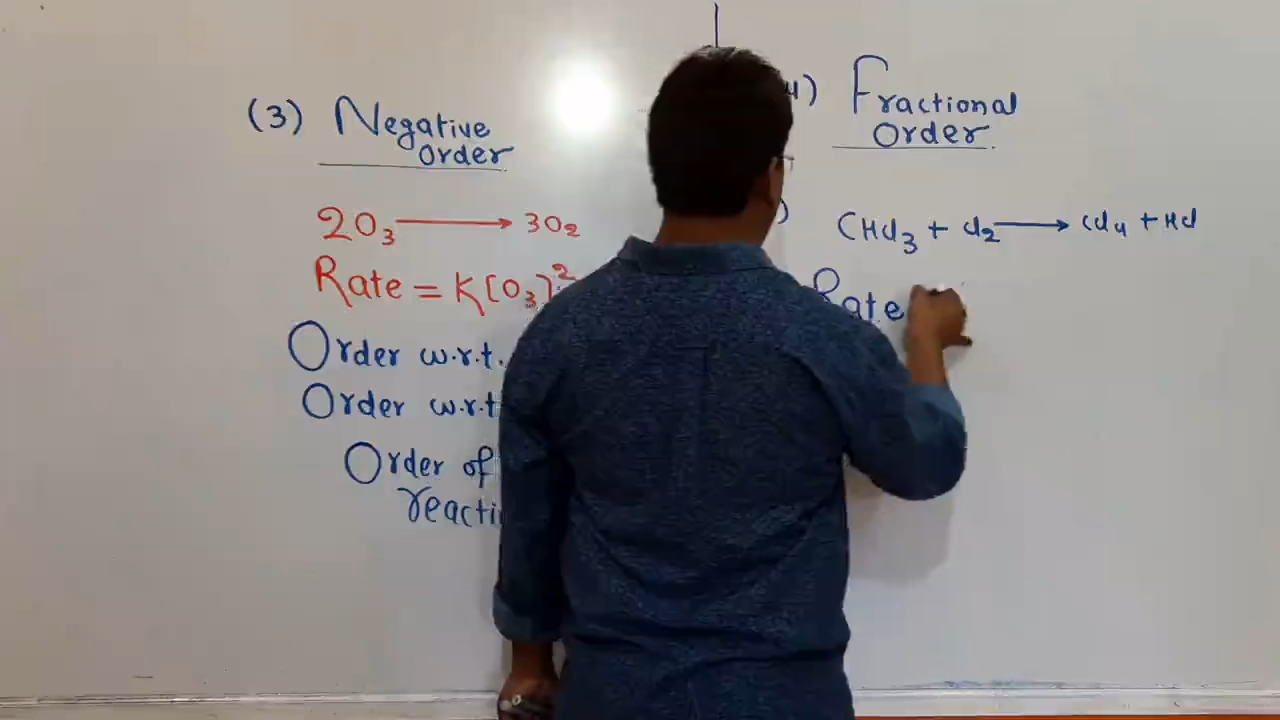 (3) Negative
Order
2O₃ ⟶ 3O₂
Rate = K[O₃]²
Order w.r.t.
Order w.r.t
Order of
4) Fractional
Order
)
CHCl₃ + Cl₂ ⟶ CCl₄ + HCl
Rate